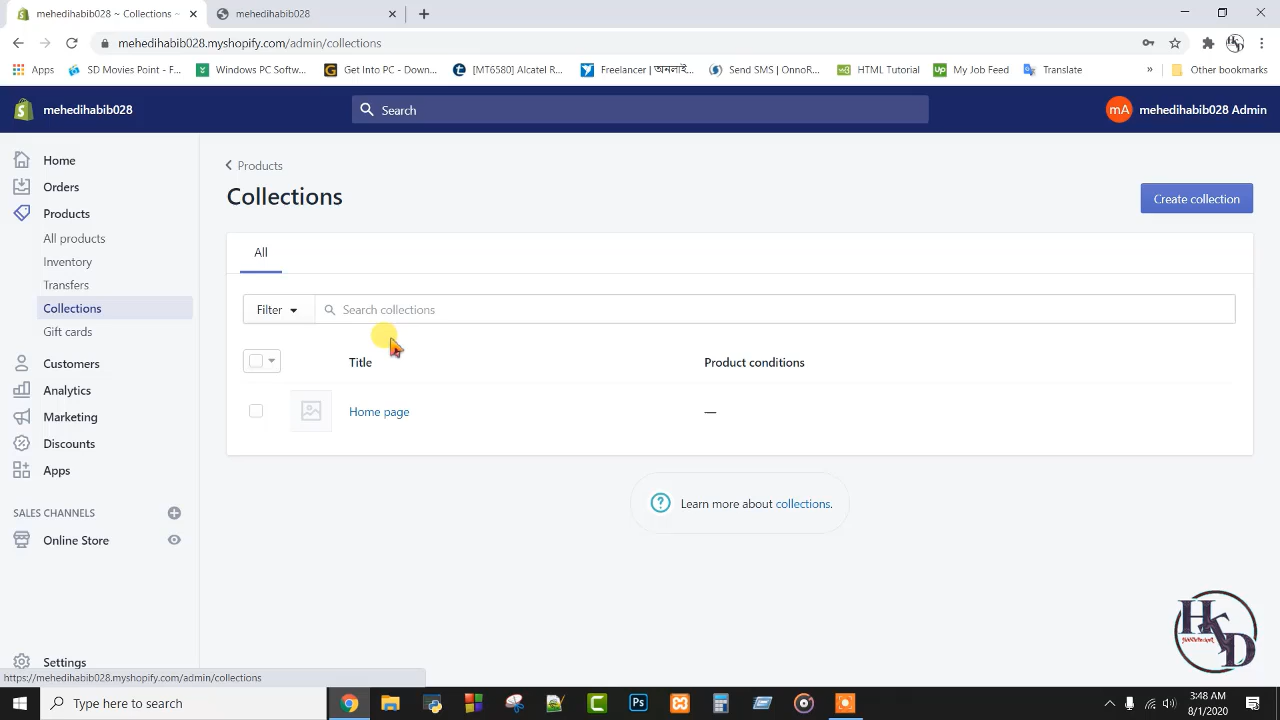 mehedihabib028 ~ Collections ~
mehedihabib028
mehedihabib028.myshopify.com/admin/collections
Apps
SD Movies Point - F...
Windows PC Softw...
Get Into PC - Down...
[MT6580] Alcatel R...
Freelancer | অনলাই...
Send SMS | OnnoR...
HTML Tutorial
My Job Feed
Translate
»
Other bookmarks
mehedihabib028
Search
mA
mehedihabib028 Admin
Home
Orders
Products
All products
Inventory
Transfers
Collections
Gift cards
Customers
Analytics
Marketing
Discounts
Apps
SALES CHANNELS
Online Store
Settings
Products
Collections
Create collection
All
Filter
Search collections
Title
Product conditions
Home page
—
Learn more about collections.
HSD
https://mehedihabib028.myshopify.com/admin/collections
Type here to search
3:48 AM
8/1/2020